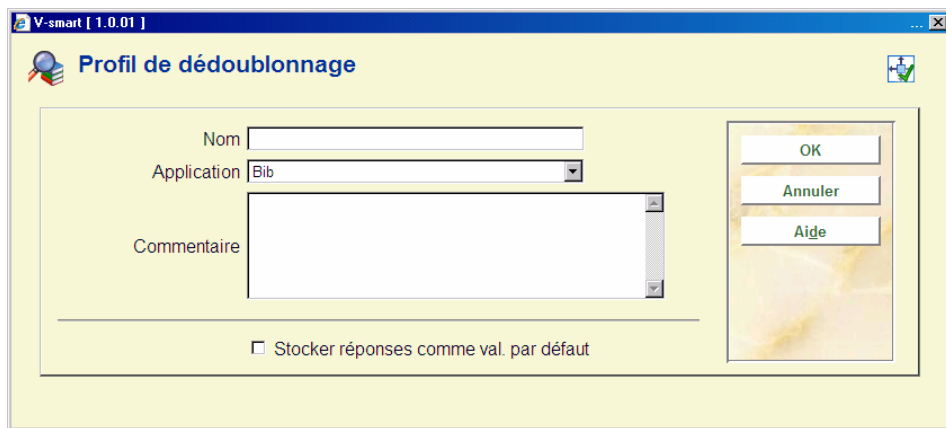 V-smart [ 1.0.01 ] ...
Profil de dédoublonnage
Nom
Application Bib
Commentaire
Stocker réponses comme val. par défaut
OK
Annuler
Aide